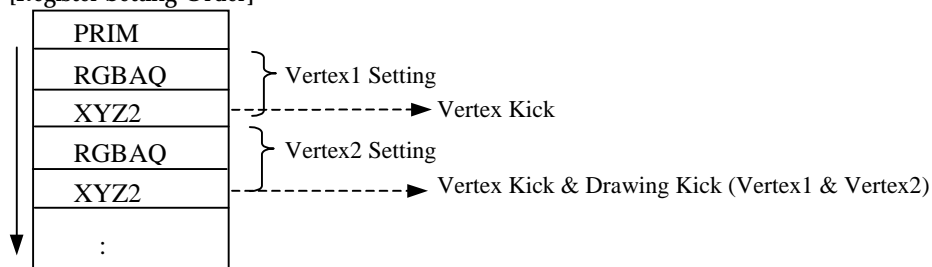 [Register Setting Order]
PRIM
RGBAQ
Vertex1 Setting
XYZ2
Vertex Kick
RGBAQ
Vertex2 Setting
XYZ2
Vertex Kick & Drawing Kick (Vertex1 & Vertex2)
: